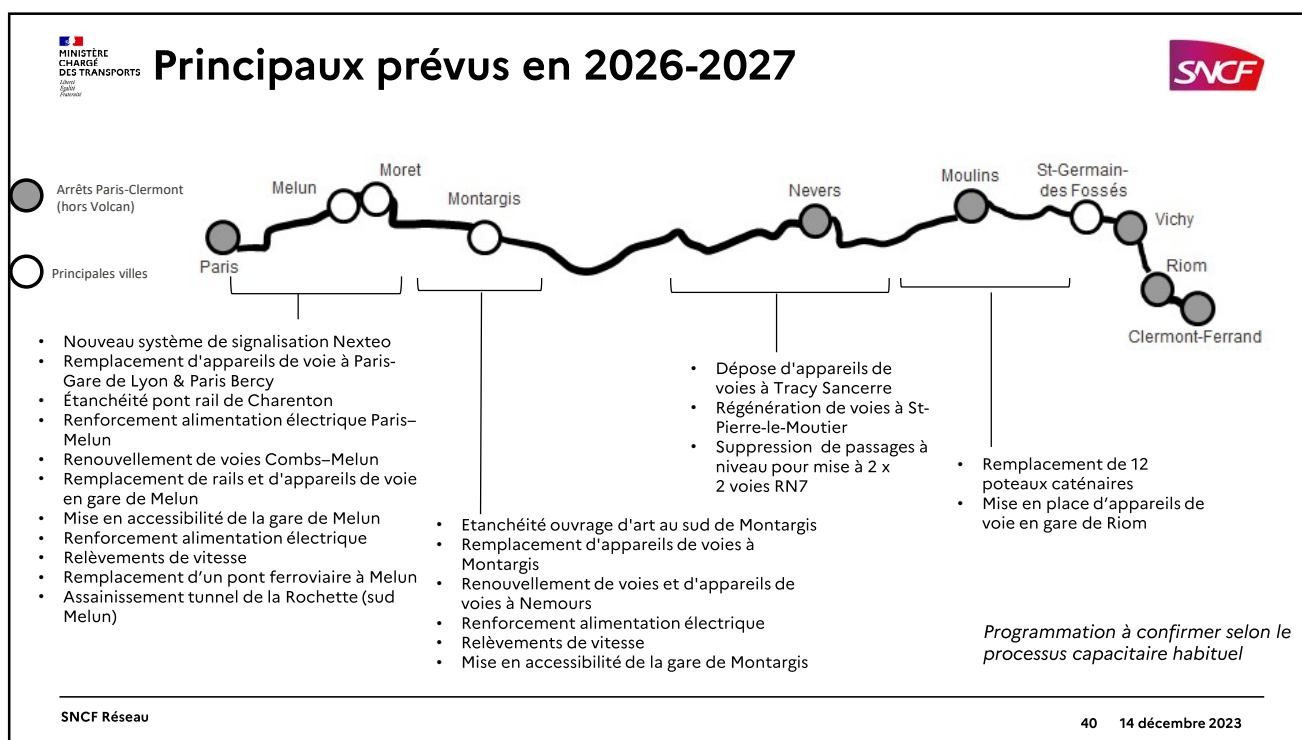 MINISTÈRE
CHARGÉ
DES TRANSPORTS
Liberté
Égalité
Fraternité
Principaux prévus en 2026-2027
SNCF
Arrêts Paris-Clermont
(hors Volcan)
Principales villes
Paris
Melun
Moret
Montargis
Nevers
Moulins
St-Germain-
des Fossés
Vichy
Riom
Clermont-Ferrand
• Nouveau système de signalisation Nexteo
• Remplacement d'appareils de voie à Paris-
Gare de Lyon & Paris Bercy
• Étanchéité pont rail de Charenton
• Renforcement alimentation électrique Paris–
Melun
• Renouvellement de voies Combs–Melun
• Remplacement de rails et d'appareils de voie
en gare de Melun
• Mise en accessibilité de la gare de Melun
• Renforcement alimentation électrique
• Relèvements de vitesse
• Remplacement d’un pont ferroviaire à Melun
• Assainissement tunnel de la Rochette (sud
Melun)
• Etanchéité ouvrage d'art au sud de Montargis
• Remplacement d'appareils de voies à
Montargis
• Renouvellement de voies et d'appareils de
voies à Nemours
• Renforcement alimentation électrique
• Relèvements de vitesse
• Mise en accessibilité de la gare de Montargis
• Dépose d'appareils de
voies à Tracy Sancerre
• Régénération de voies à St-
Pierre-le-Moutier
• Suppression de passages à
niveau pour mise à 2 x
2 voies RN7
• Remplacement de 12
poteaux caténaires
• Mise en place d’appareils de
voie en gare de Riom
Programmation à confirmer selon le
processus capacitaire habituel
SNCF Réseau
40 14 décembre 2023